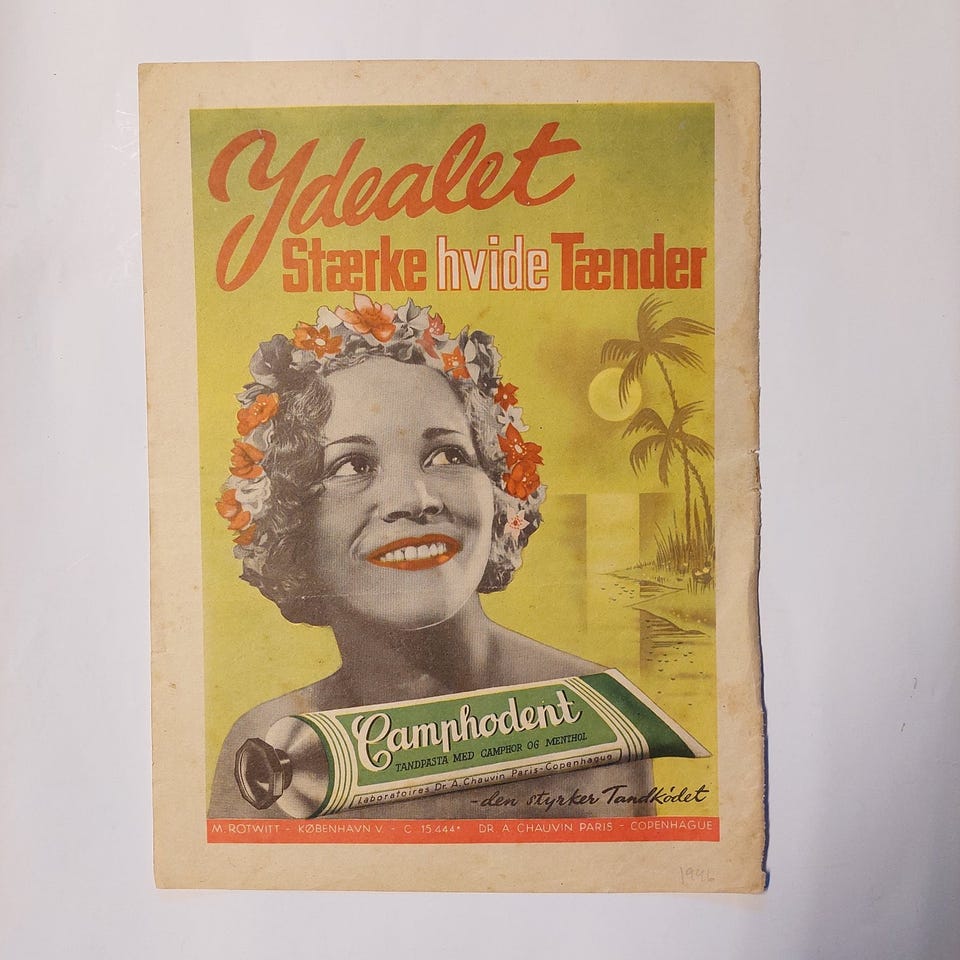 Ydealet
Stærke hvide Tænder
Camphodent
TANDPASTA MED CAMPHOR OG MENTHOL
Laboratoires Dr. A. Chauvin Paris-Copenhague
-den styrker Tandkødet
M. ROTWITT - KØBENHAVN V. - C. 15.444* DR. A. CHAUVIN PARIS - COPENHAGUE
1946